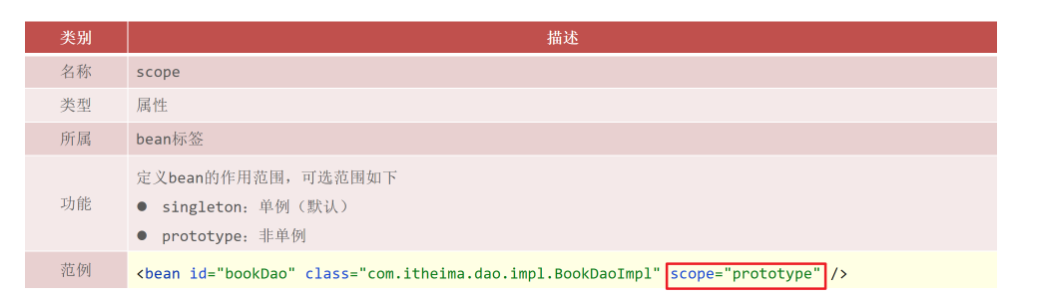 类别 描述
名称 scope
类型 属性
所属 bean标签
定义bean的作用范围，可选范围如下
功能 ● singleton：单例（默认）
● prototype：非单例
范例 <bean id="bookDao" class="com.itheima.dao.impl.BookDaoImpl" scope="prototype" />